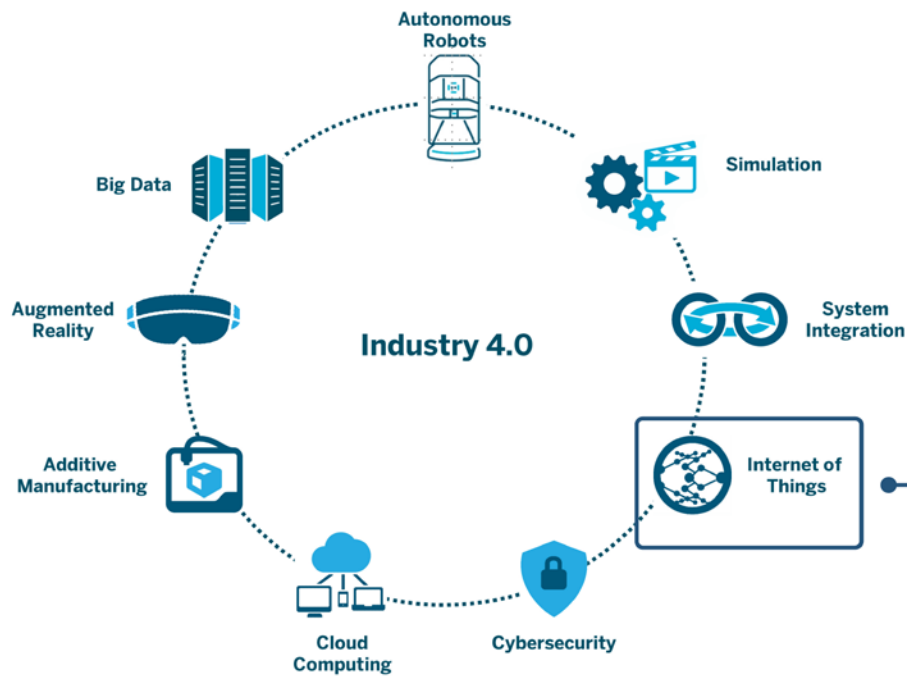 Autonomous
Robots
Simulation
Big Data
System
Integration
Augmented
Reality
Industry 4.0
Internet of
Things
Additive
Manufacturing
Cybersecurity
Cloud
Computing